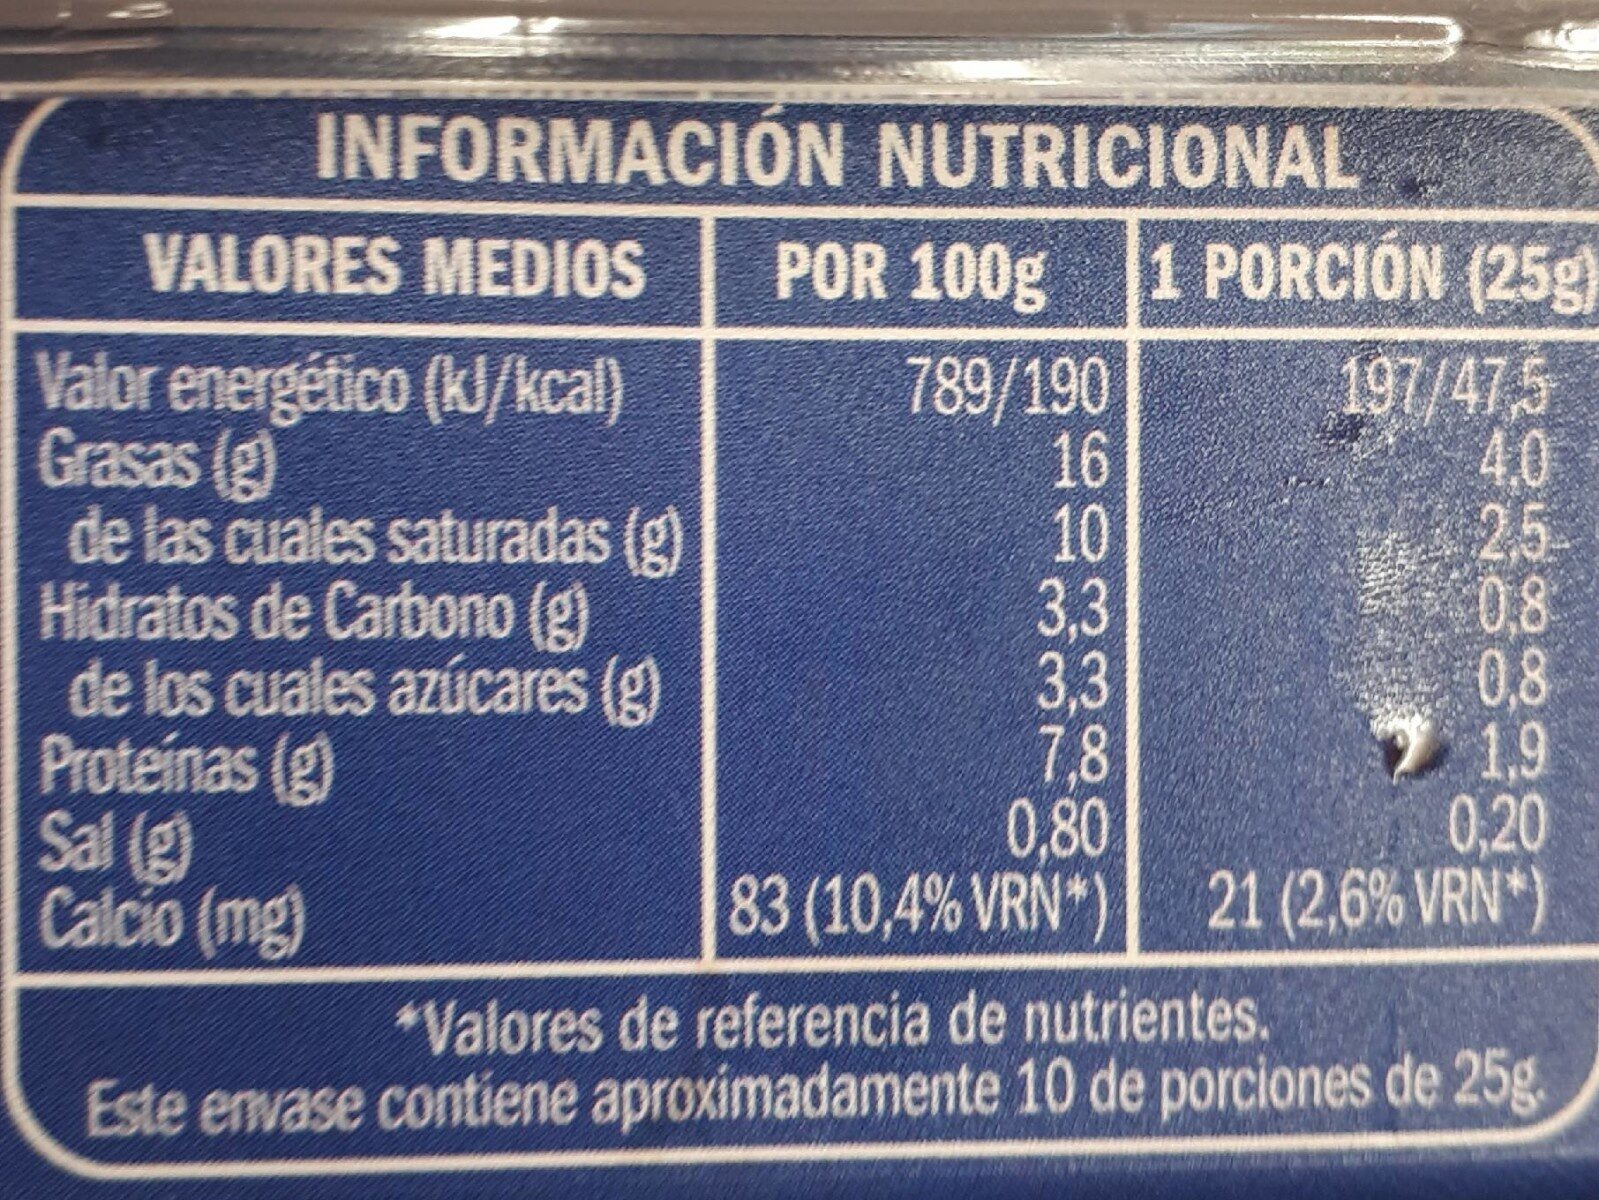 INFORMACIÓN NUTRICIONAL
VALORES MEDIOS POR 100g 1 PORCIÓN (25g)
Valor energético (kJ/kcal) 789/190 197/47,5
Grasas (g) 16 4.0
de las cuales saturadas (g) 10 2,5
Hidratos de Carbono (g) 3,3 0,8
de los cuales azúcares (g) 3,3 0,8
Proteínas (g) 7,8 1,9
Sal (g) 0,80 0,20
Calcio (mg) 83 (10,4% VRN*) 21 (2,6% VRN*)
*Valores de referencia de nutrientes.
Este envase contiene aproximadamente 10 de porciones de 25g.